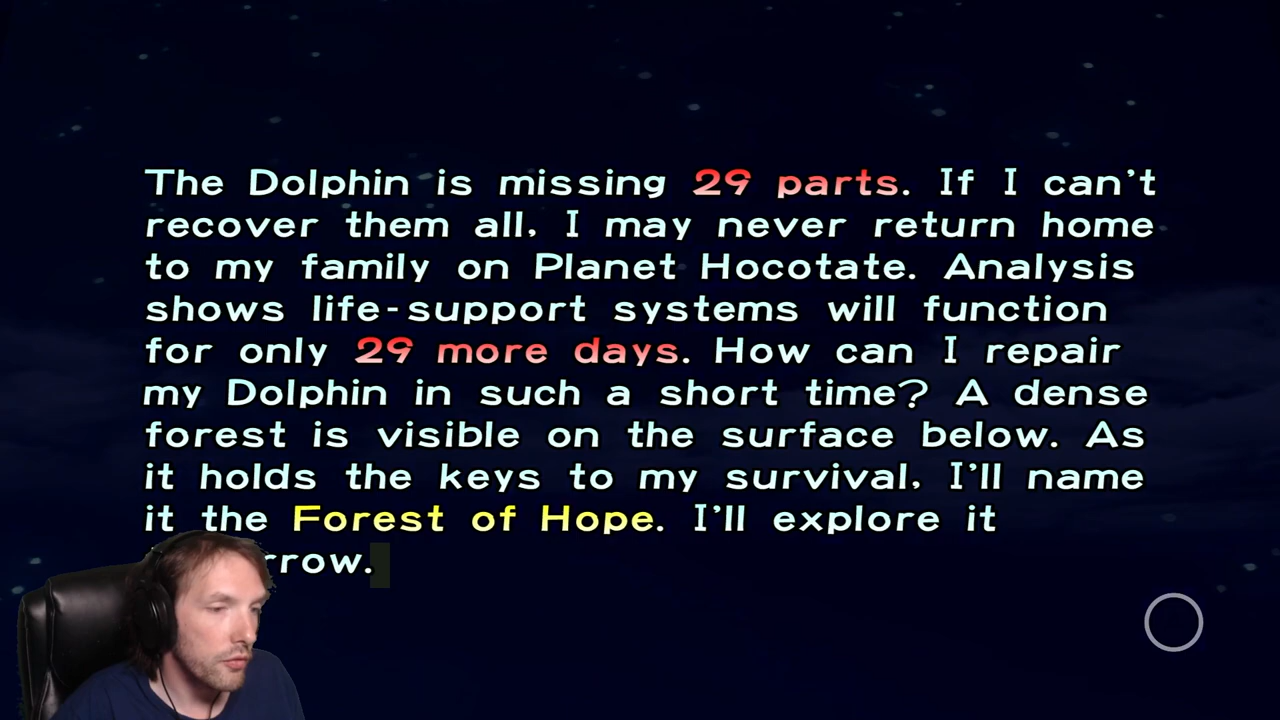 The Dolphin is missing 29 parts. If I can't
recover them all, I may never return home
to my family on Planet Hocotate. Analysis
shows life-support systems will function
for only 29 more days. How can I repair
my Dolphin in such a short time? A dense
forest is visible on the surface below. As
it holds the keys to my survival, I'll name
it the Forest of Hope. I'll explore it
rrow.